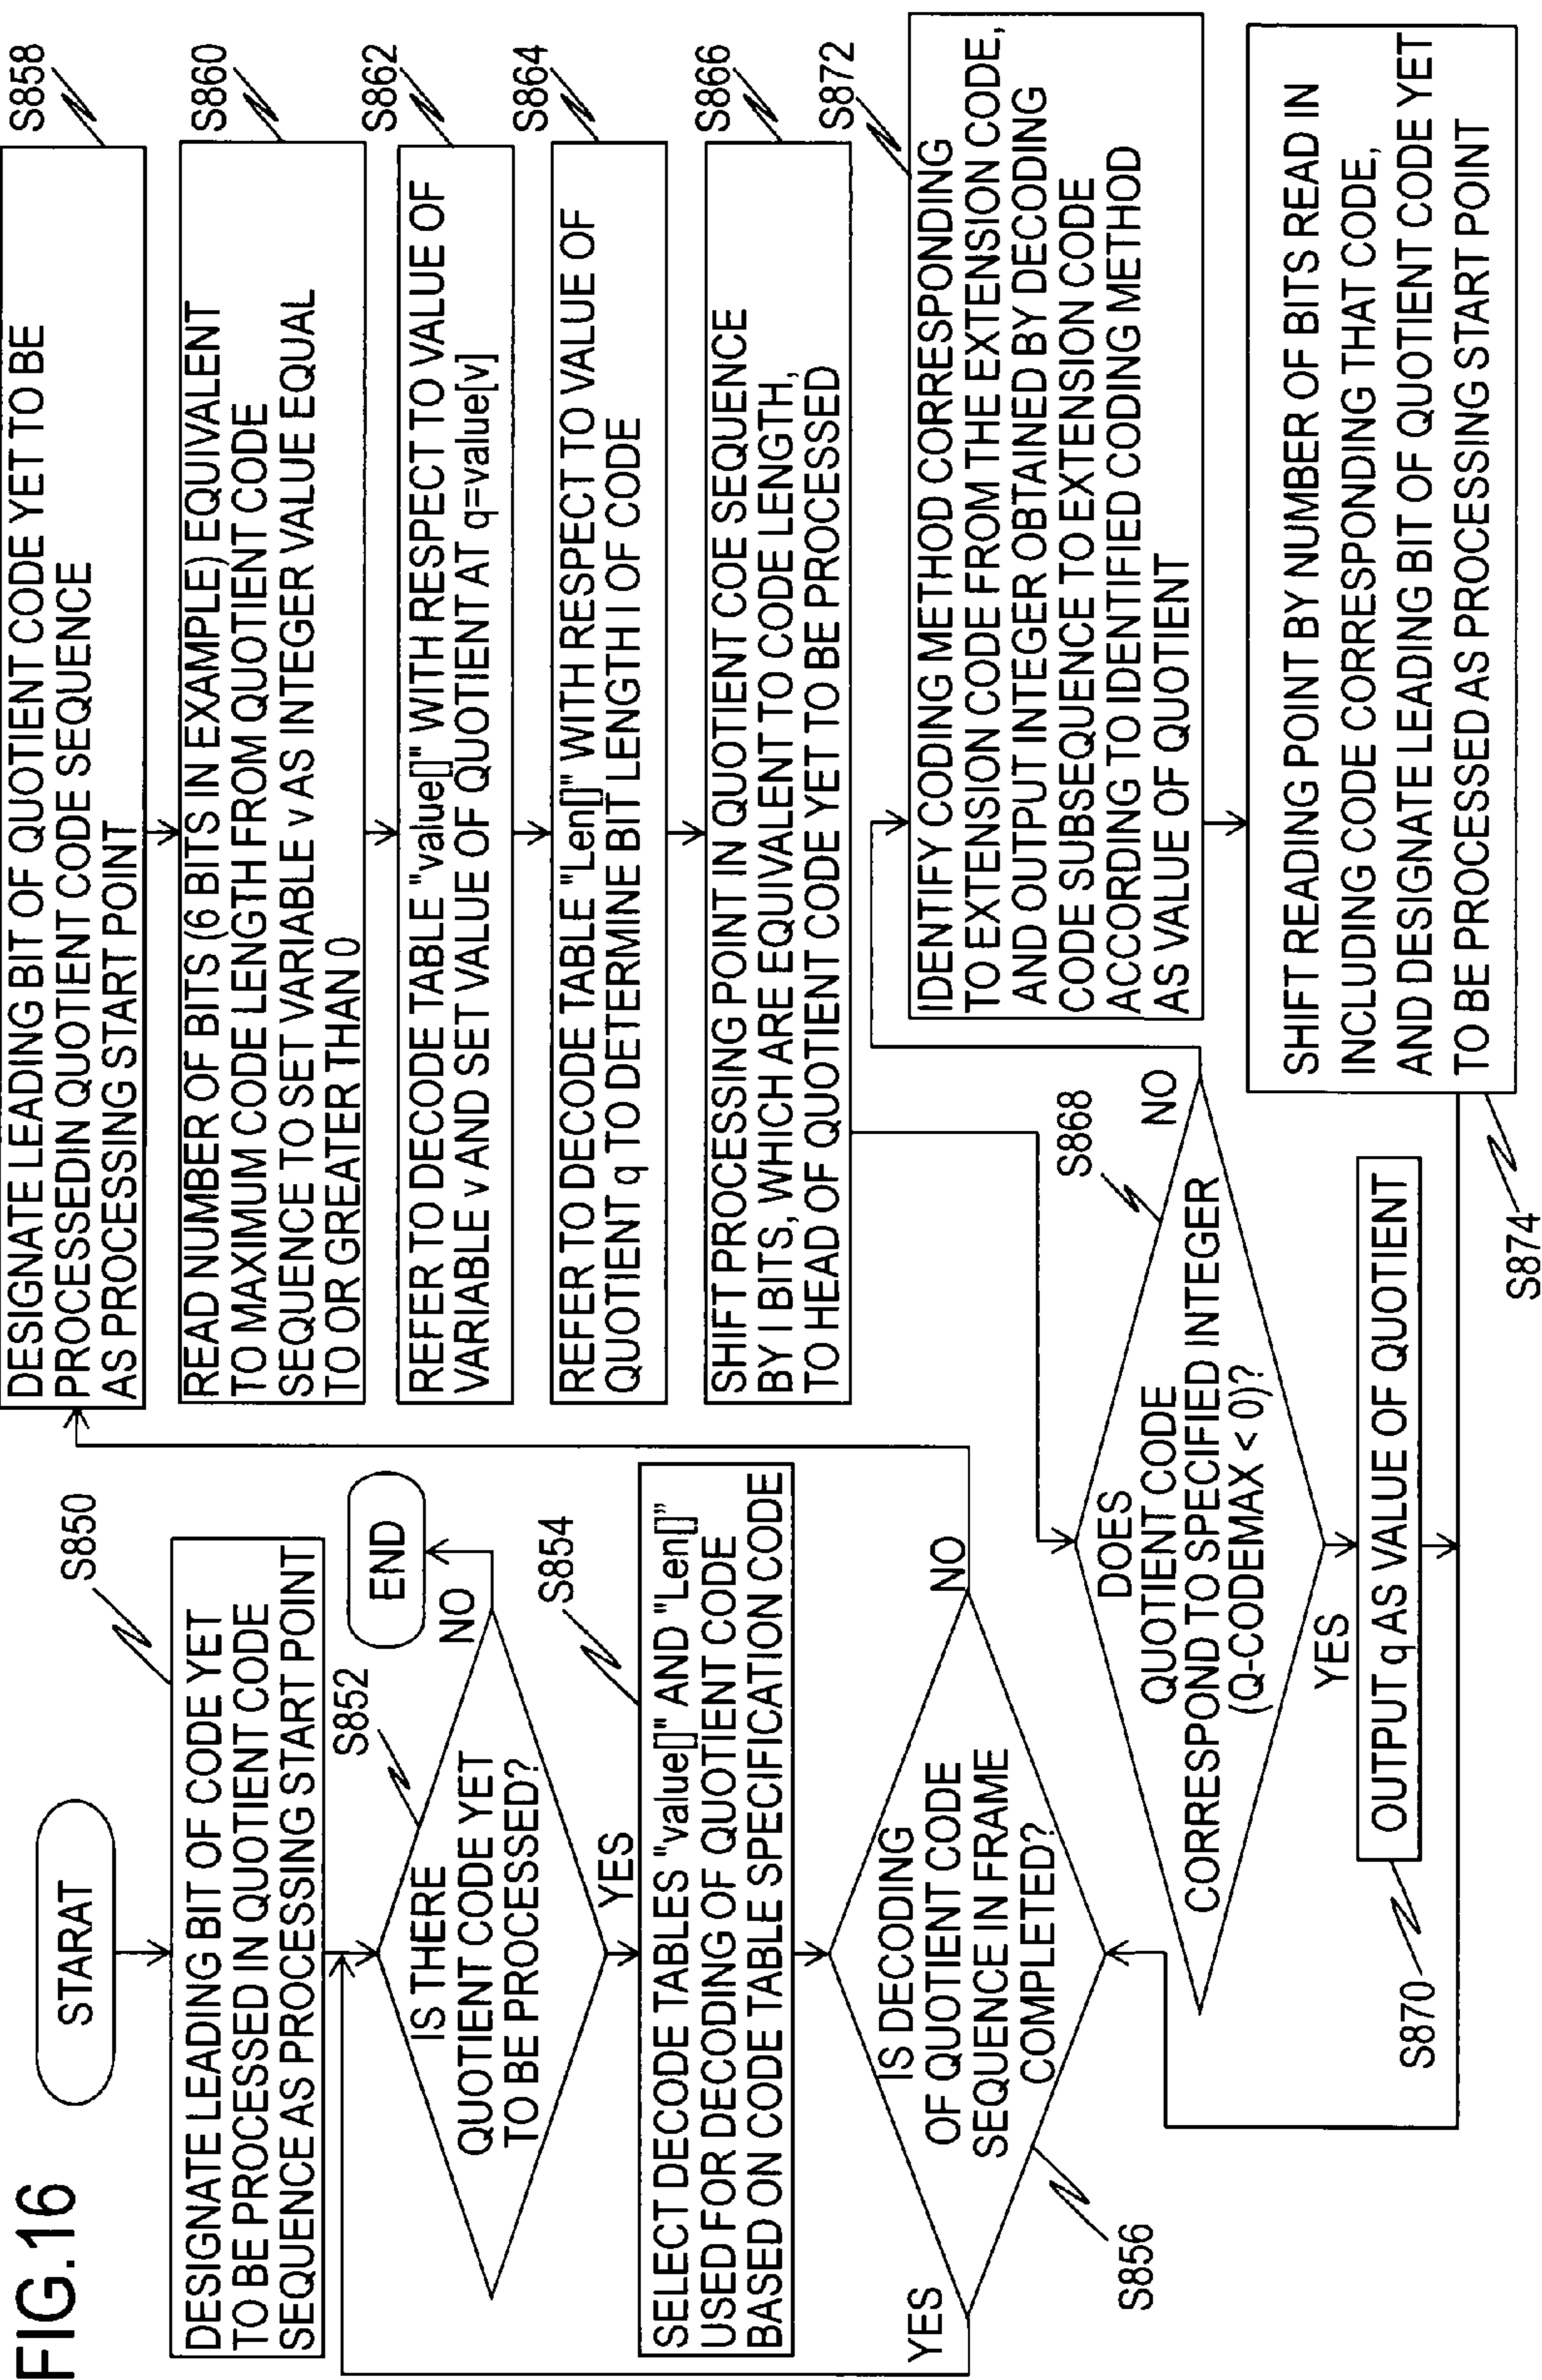 FIG.16
STARAT
S850
DESIGNATE LEADING BIT OF CODE YET
TO BE PROCESSED IN QUOTIENT CODE
SEQUENCE AS PROCESSING START POINT
S852
IS THERE
QUOTIENT CODE YET
TO BE PROCESSED?
NO
END
YES
S854
SELECT DECODE TABLES "value[]" AND "Len[]"
USED FOR DECODING OF QUOTIENT CODE
BASED ON CODE TABLE SPECIFICATION CODE
YES
IS DECODING
OF QUOTIENT CODE
SEQUENCE IN FRAME
COMPLETED?
NO
S856
S858
DESIGNATE LEADING BIT OF QUOTIENT CODE YET TO BE
PROCESSEDIN QUOTIENT CODE SEQUENCE
AS PROCESSING START POINT
S860
READ NUMBER OF BITS (6 BITS IN EXAMPLE) EQUIVALENT
TO MAXIMUM CODE LENGTH FROM QUOTIENT CODE
SEQUENCE TO SET VARIABLE v AS INTEGER VALUE EQUAL
TO OR GREATER THAN 0
S862
REFER TO DECODE TABLE "value[]" WITH RESPECT TO VALUE OF
VARIABLE v AND SET VALUE OF QUOTIENT AT q=value[v]
S864
REFER TO DECODE TABLE "Len[]" WITH RESPECT TO VALUE OF
QUOTIENT q TO DETERMINE BIT LENGTH l OF CODE
S866
SHIFT PROCESSING POINT IN QUOTIENT CODE SEQUENCE
BY l BITS, WHICH ARE EQUIVALENT TO CODE LENGTH,
TO HEAD OF QUOTIENT CODE YET TO BE PROCESSED
S868
DOES
QUOTIENT CODE
CORRESPOND TO SPECIFIED INTEGER
(Q-CODEMAX < 0)?
NO
YES
OUTPUT q AS VALUE OF QUOTIENT
S870
S872
IDENTIFY CODING METHOD CORRESPONDING
TO EXTENSION CODE FROM THE EXTENSION CODE,
AND OUTPUT INTEGER OBTAINED BY DECODING
CODE SUBSEQUENCE TO EXTENSION CODE
ACCORDING TO IDENTIFIED CODING METHOD
AS VALUE OF QUOTIENT
SHIFT READING POINT BY NUMBER OF BITS READ IN
INCLUDING CODE CORRESPONDING THAT CODE,
AND DESIGNATE LEADING BIT OF QUOTIENT CODE YET
TO BE PROCESSED AS PROCESSING START POINT
S874